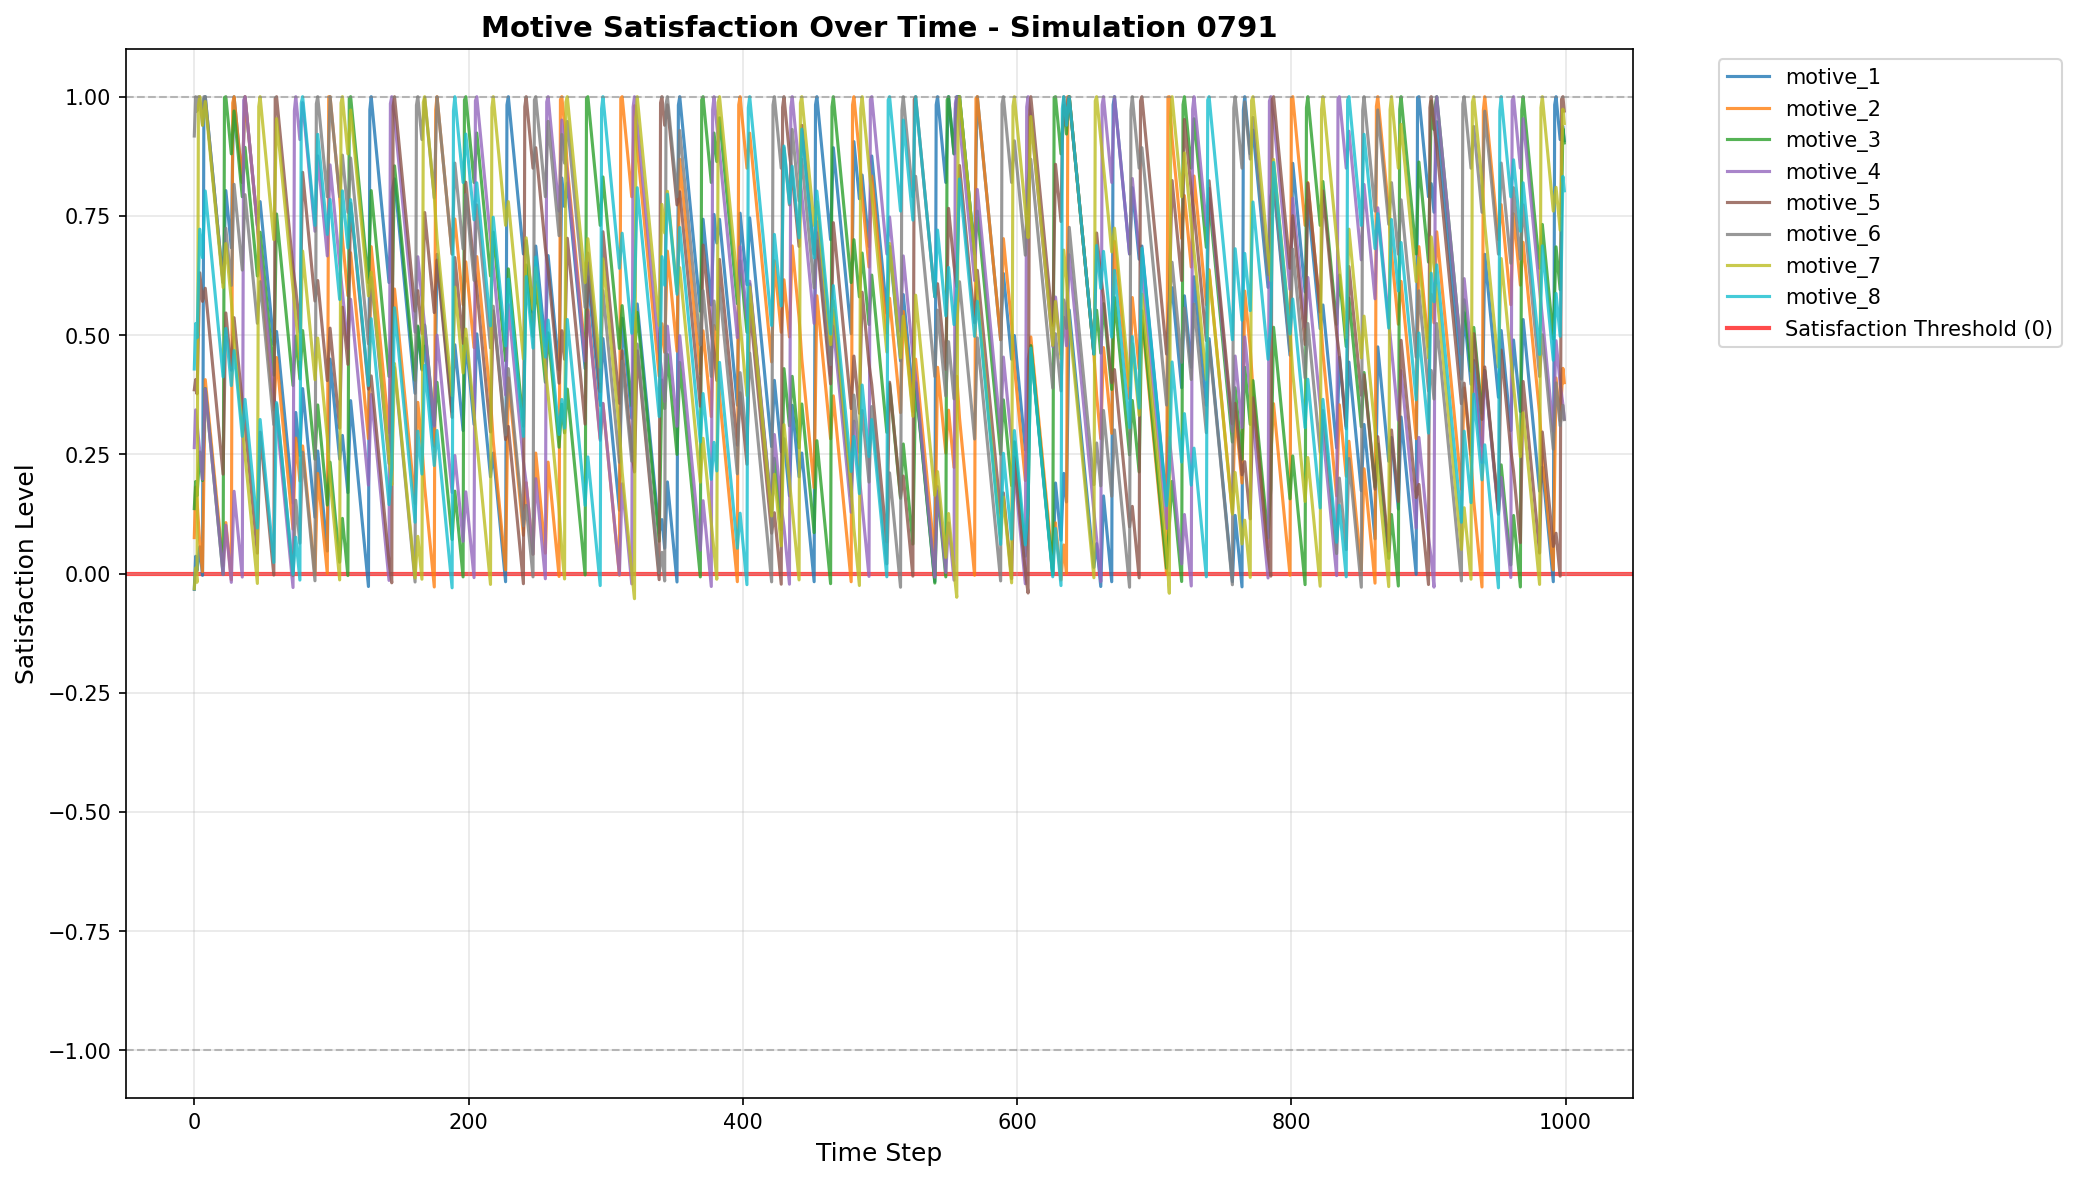 Motive Satisfaction Over Time - Simulation 0791
Satisfaction Level
1.00
0.75
0.50
0.25
0.00
−0.25
−0.50
−0.75
−1.00
0
200
400
600
800
1000
Time Step
motive_1
motive_2
motive_3
motive_4
motive_5
motive_6
motive_7
motive_8
Satisfaction Threshold (0)